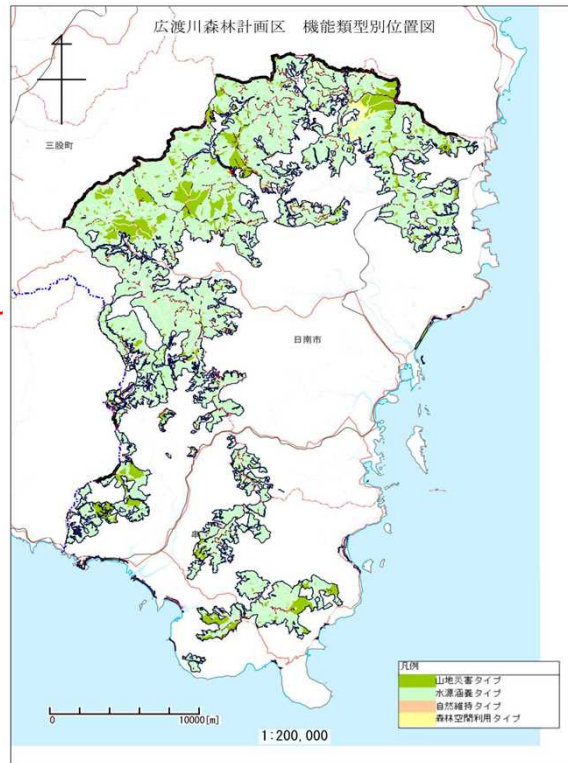 広渡川森林計画区 機能類型別位置図
三股町
日南市
串
凡例
山地災害タイプ
水源涵養タイプ
自然維持タイプ
森林空間利用タイプ
0 10000[m]
1:200,000